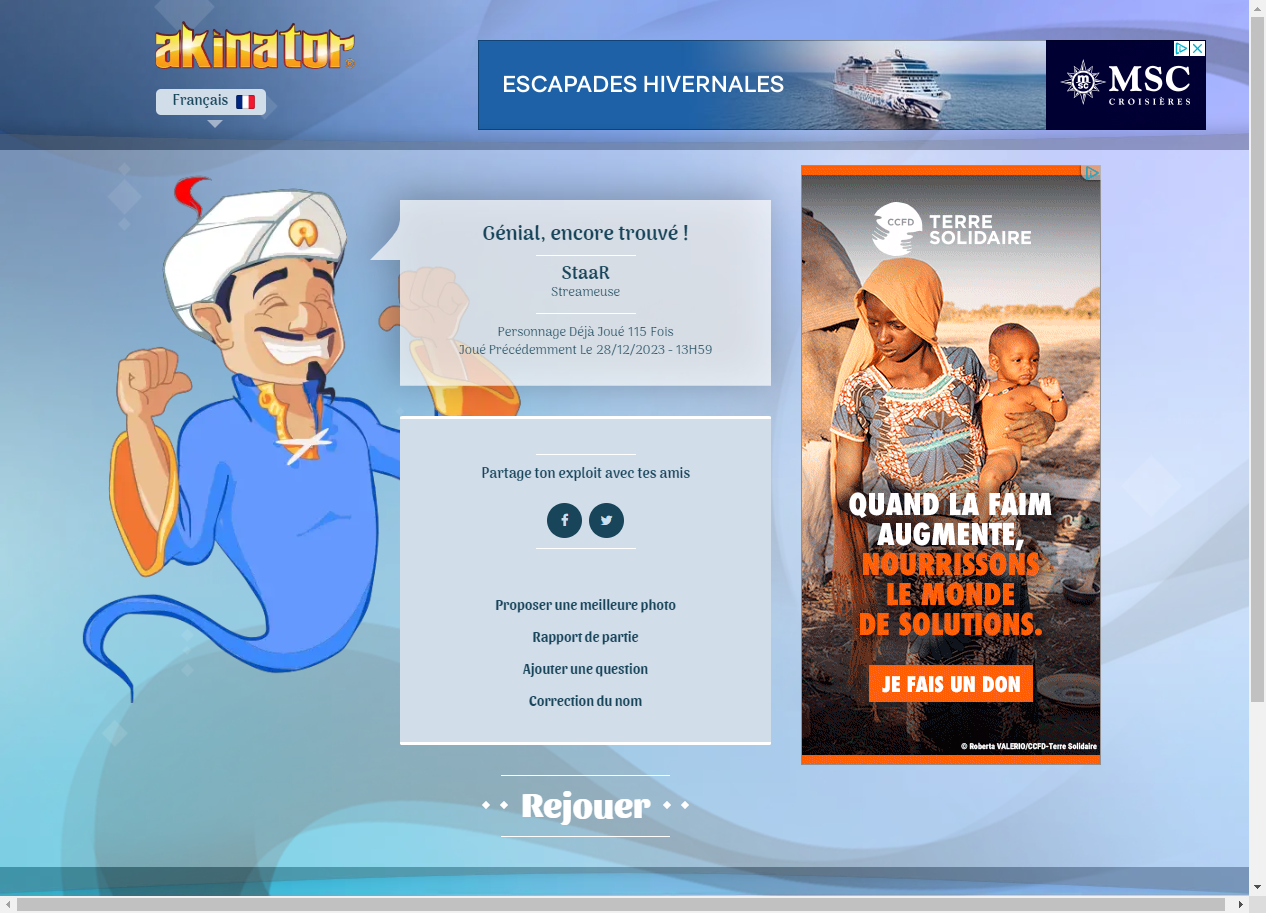 akinator
Français
ESCAPADES HIVERNALES
MSC
MSC
CROISIÈRES
Génial, encore trouvé !
StaaR
Streameuse
Personnage Déjà Joué 115 Fois
Joué Précédemment Le 28/12/2023 - 13H59
Partage ton exploit avec tes amis
Proposer une meilleure photo
Rapport de partie
Ajouter une question
Correction du nom
Rejouer
CCFD
TERRE
SOLIDAIRE
QUAND LA FAIM
AUGMENTE,
NOURRISSONS
LE MONDE
DE SOLUTIONS.
JE FAIS UN DON
© Roberta VALERIO/CCFD-Terre Solidaire